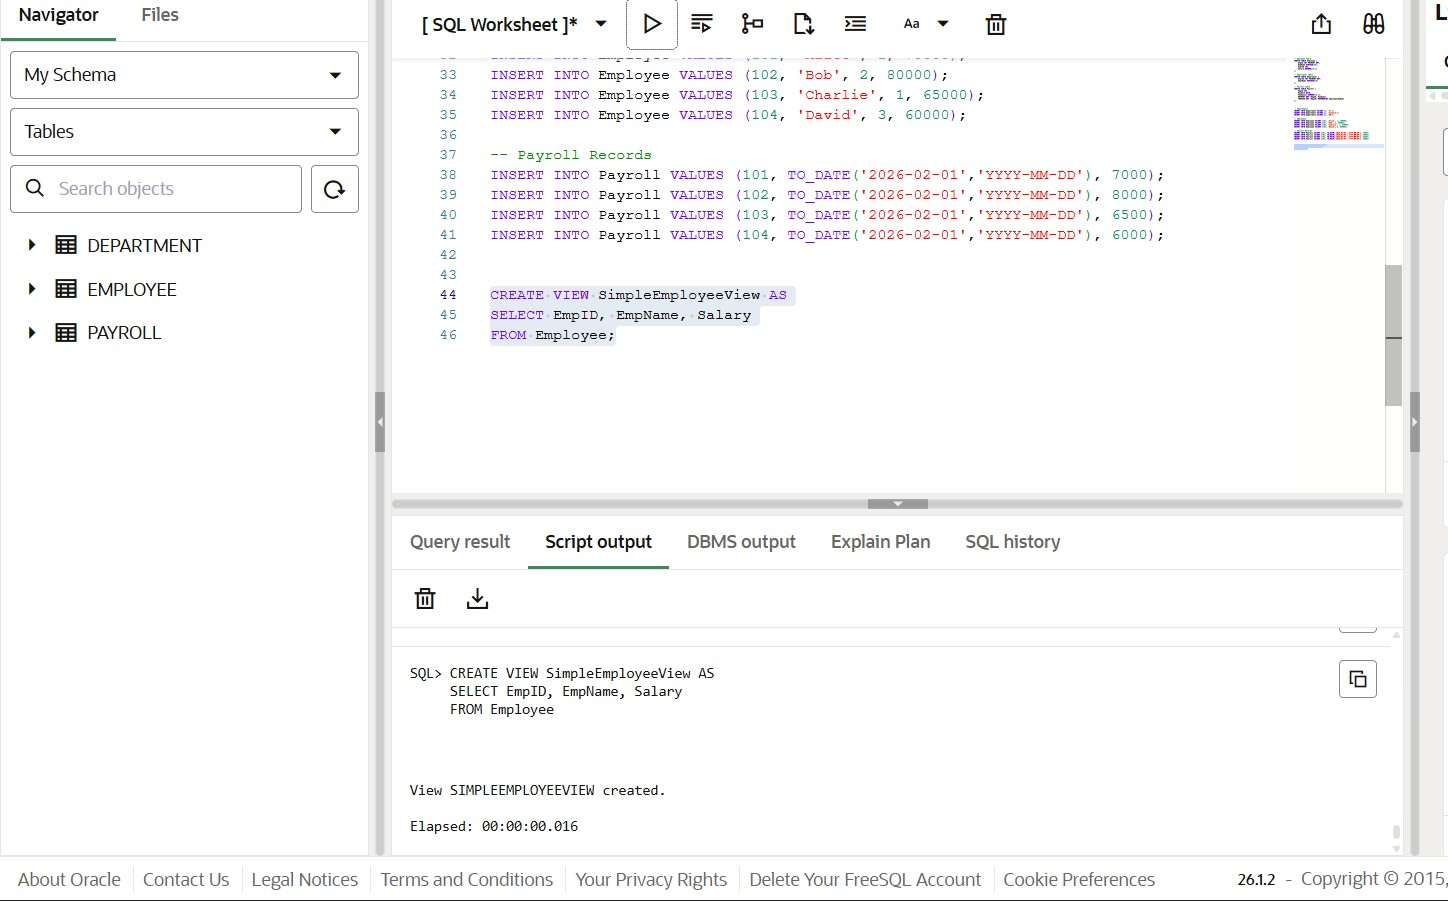 Navigator
Files
My Schema
Tables
Search objects
DEPARTMENT
EMPLOYEE
PAYROLL
[ SQL Worksheet ]*
Aa
33 INSERT INTO Employee VALUES (102, 'Bob', 2, 80000);
34 INSERT INTO Employee VALUES (103, 'Charlie', 1, 65000);
35 INSERT INTO Employee VALUES (104, 'David', 3, 60000);
36
37 -- Payroll Records
38 INSERT INTO Payroll VALUES (101, TO_DATE('2026-02-01','YYYY-MM-DD'), 7000);
39 INSERT INTO Payroll VALUES (102, TO_DATE('2026-02-01','YYYY-MM-DD'), 8000);
40 INSERT INTO Payroll VALUES (103, TO_DATE('2026-02-01','YYYY-MM-DD'), 6500);
41 INSERT INTO Payroll VALUES (104, TO_DATE('2026-02-01','YYYY-MM-DD'), 6000);
42
43
44 CREATE VIEW SimpleEmployeeView AS
45 SELECT EmpID, EmpName, Salary
46 FROM Employee;
Query result
Script output
DBMS output
Explain Plan
SQL history
SQL> CREATE VIEW SimpleEmployeeView AS
SELECT EmpID, EmpName, Salary
FROM Employee
View SIMPLEEMPLOYEEVIEW created.
Elapsed: 00:00:00.016
About Oracle
Contact Us
Legal Notices
Terms and Conditions
Your Privacy Rights
Delete Your FreeSQL Account
Cookie Preferences
26.1.2 - Copyright © 2015,